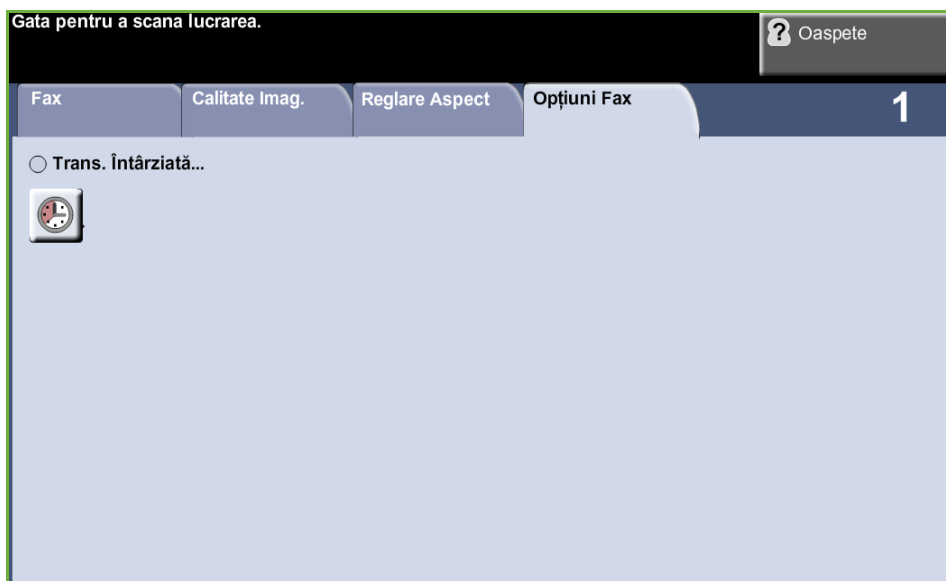 Gata pentru a scana lucrarea.
? Oaspete
Fax Calitate Imag. Reglare Aspect Opțiuni Fax 1
Trans. Întârziată...